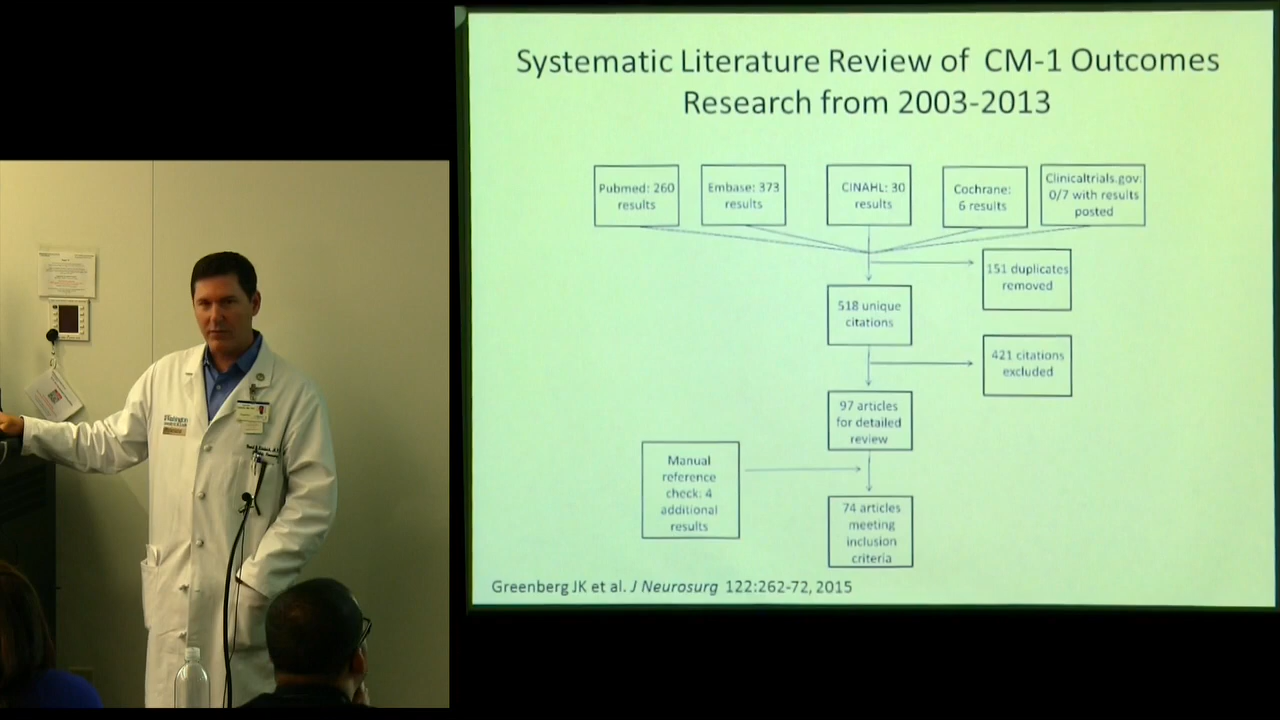 Systematic Literature Review of CM-1 Outcomes
Research from 2003-2013
Pubmed: 260
results
Embase: 373
results
CINAHL: 30
results
Cochrane:
6 results
Clinicaltrials.gov:
0/7 with results
posted
151 duplicates
removed
518 unique
citations
421 citations
excluded
97 articles
for detailed
review
Manual
reference
check: 4
additional
results
74 articles
meeting
inclusion
criteria
Greenberg JK et al. J Neurosurg 122:262-72, 2015
Washington